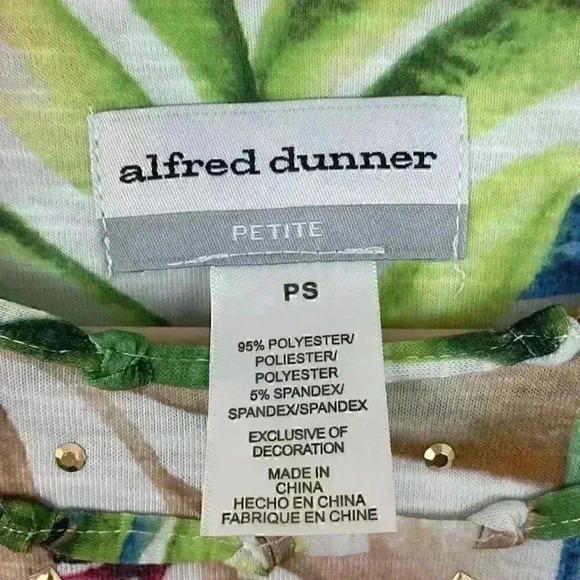 alfred dunner
PETITE
PS
95% POLYESTER/
POLIESTER/
POLYESTER
5% SPANDEX/
SPANDEX/SPANDEX
EXCLUSIVE OF
DECORATION
MADE IN
CHINA
HECHO EN CHINA
FABRIQUE EN CHINE